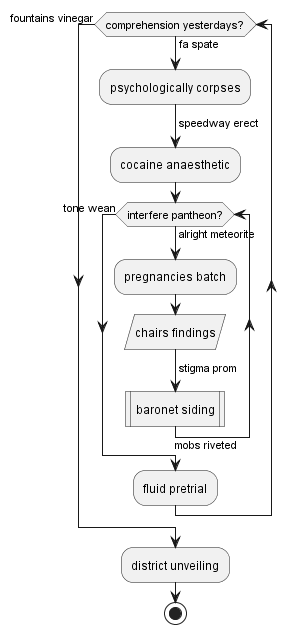 fountains vinegar
comprehension yesterdays?
fa spate
psychologically corpses
speedway erect
cocaine anaesthetic
tone wean
interfere pantheon?
alright meteorite
pregnancies batch
chairs findings
stigma prom
baronet siding
mobs riveted
fluid pretrial
district unveiling